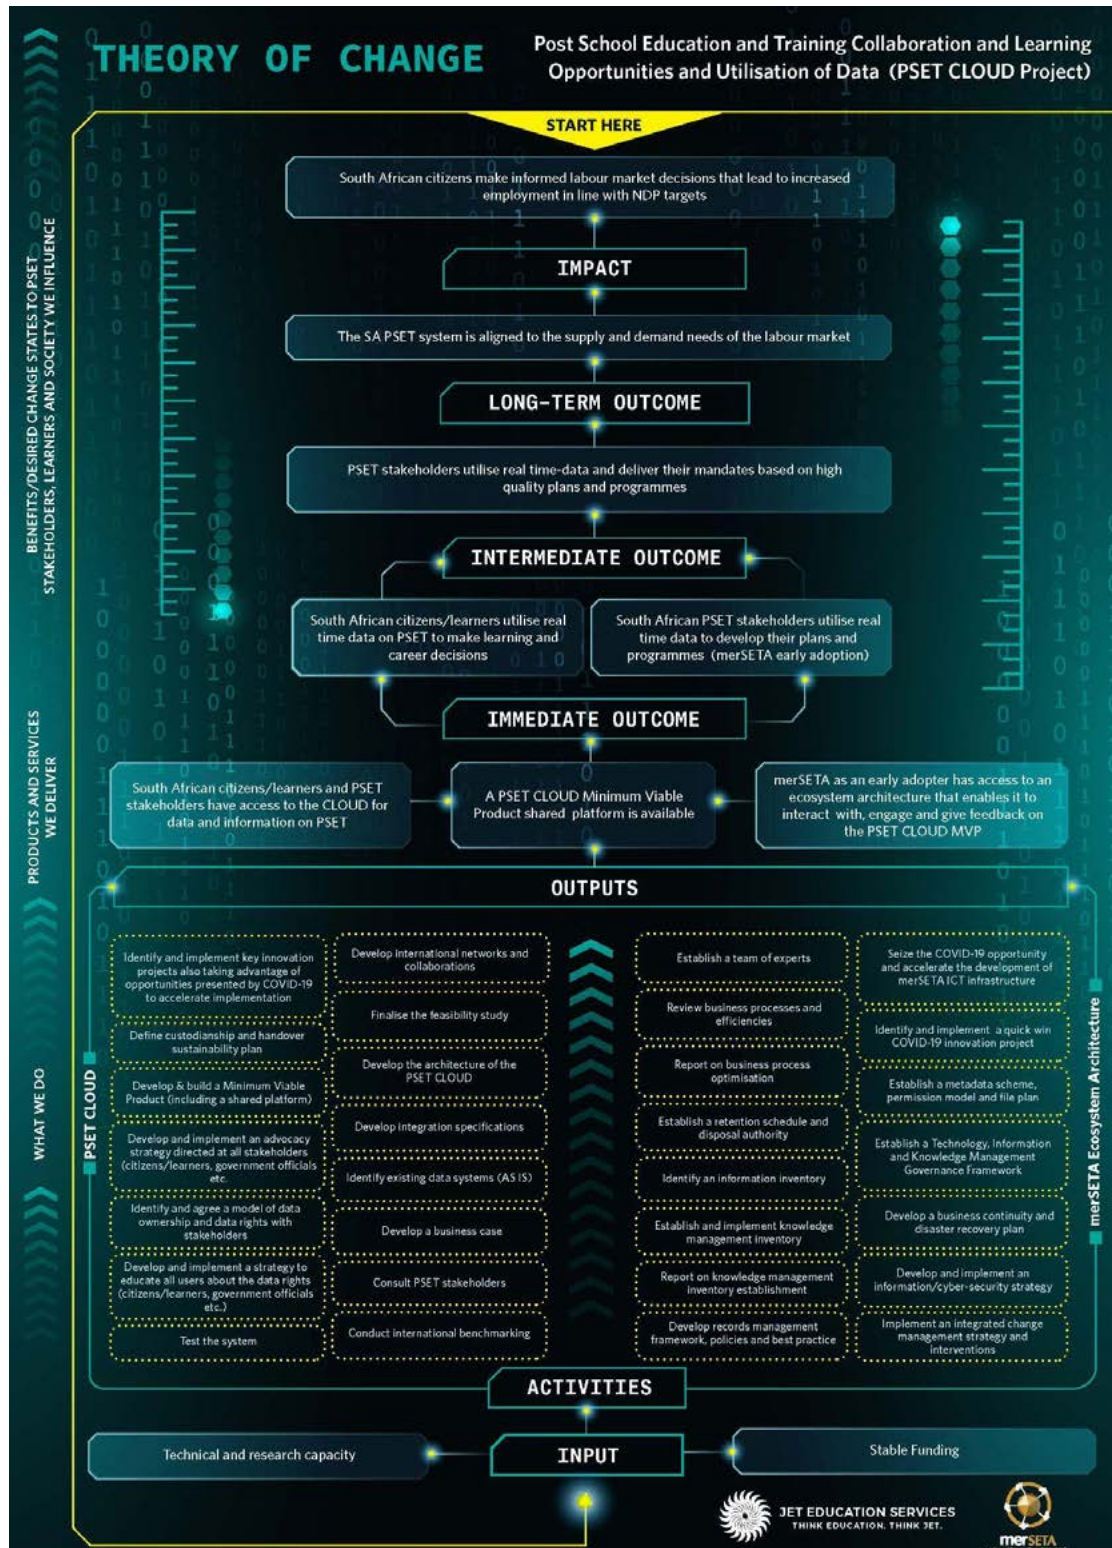 THEORY OF CHANGE
Post School Education and Training Collaboration and Learning
Opportunities and Utilisation of Data (PSET CLOUD Project)
START HERE
South African citizens make informed labour market decisions that lead to increased
employment in line with NDP targets
IMPACT
The SA PSET system is aligned to the supply and demand needs of the labour market
LONG-TERM OUTCOME
PSET stakeholders utilise real time-data and deliver their mandates based on high
quality plans and programmes
INTERMEDIATE OUTCOME
South African citizens/learners utilise real
time data on PSET to make learning and
career decisions
South African PSET stakeholders utilise real
time data to develop their plans and
programmes (merSETA early adoption)
IMMEDIATE OUTCOME
South African citizens/learners and PSET
stakeholders have access to the CLOUD for
data and information on PSET
A PSET CLOUD Minimum Viable
Product shared platform is available
merSETA as an early adopter has access to an
ecosystem architecture that enables it to
interact with, engage and give feedback on
the PSET CLOUD MVP
OUTPUTS
Identify and implement key innovation
projects also taking advantage of
opportunities presented by COVID-19
to accelerate implementation
Define custodianship and handover
sustainability plan
Develop & build a Minimum Viable
Product (including a shared platform)
Develop and implement an advocacy
strategy directed at all stakeholders
(citizens/learners, government officials
etc.
Identify and agree a model of data
ownership and data rights with
stakeholders
Develop and implement a strategy to
educate all users about the data rights
(citizens/learners, government officials
etc.)
Test the system
Develop international networks and
collaborations
Finalise the feasibility study
Develop the architecture of the
PSET CLOUD
Develop integration specifications
Identify existing data systems (AS IS)
Develop a business case
Consult PSET stakeholders
Conduct international benchmarking
Establish a team of experts
Review business processes and
efficiencies
Report on business process
optimisation
Establish a retention schedule and
disposal authority
Identify an information inventory
Establish and implement knowledge
management inventory
Report on knowledge management
inventory establishment
Develop records management
framework, policies and best practice
Seize the COVID-19 opportunity
and accelerate the development of
merSETA ICT infrastructure
Identify and implement a quick win
COVID-19 innovation project
Establish a metadata scheme,
permission model and file plan
Establish a Technology, Information
and Knowledge Management
Governance Framework
Develop a business continuity and
disaster recovery plan
Develop and implement an
information/cyber-security strategy
Implement an integrated change
management strategy and
interventions
PSET CLOUD
merSETA Ecosystem Architecture
ACTIVITIES
Technical and research capacity
INPUT
Stable Funding
BENEFITS/DESIRED CHANGE STATES TO PSET
STAKEHOLDERS, LEARNERS AND SOCIETY WE INFLUENCE
PRODUCTS AND SERVICES
WE DELIVER
WHAT WE DO
JET EDUCATION SERVICES
THINK EDUCATION. THINK JET.
merSETA